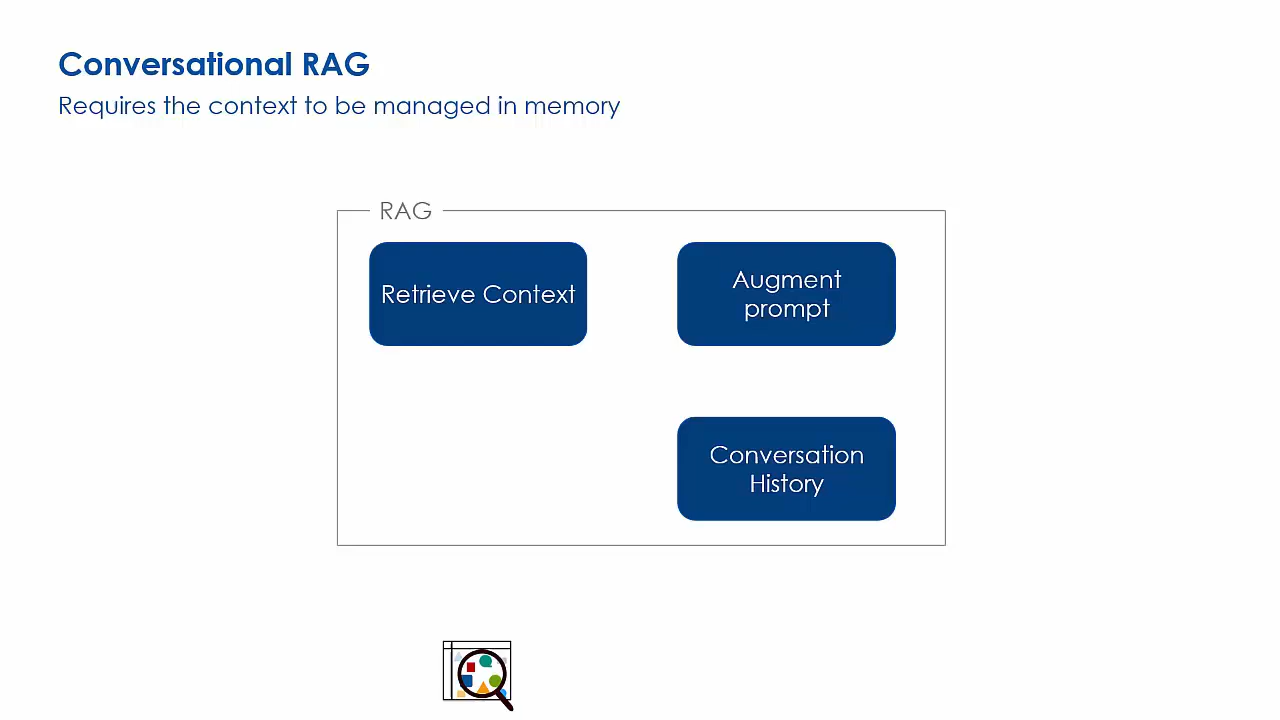 Conversational RAG
Requires the context to be managed in memory
RAG
Retrieve Context
Augment
prompt
Conversation
History